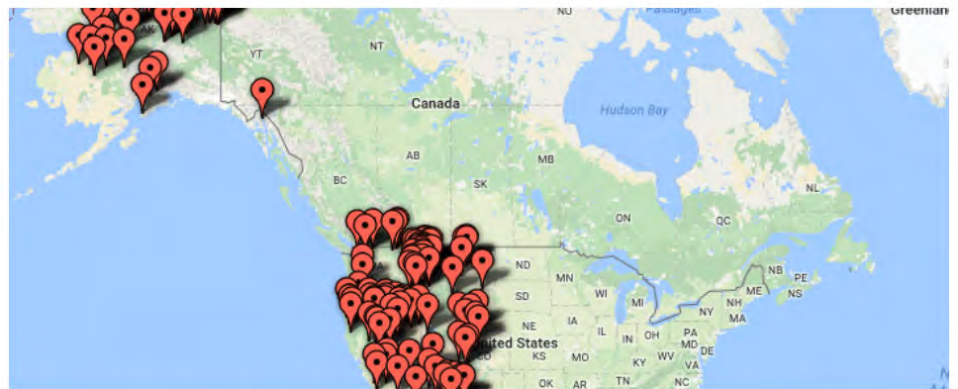 NU
Passages
Greenlan
AK
YT
NT
Canada
Hudson Bay
AB
MB
BC
SK
NL
ON
QC
ND
MN
NB
PE
ME
NS
SD
WI
MI
NH
NY
MA
NE
IA
IL
IN
OH
PA
MD
DE
United States
KS
MO
KY
WV
VA
OK
AR
TN
NC